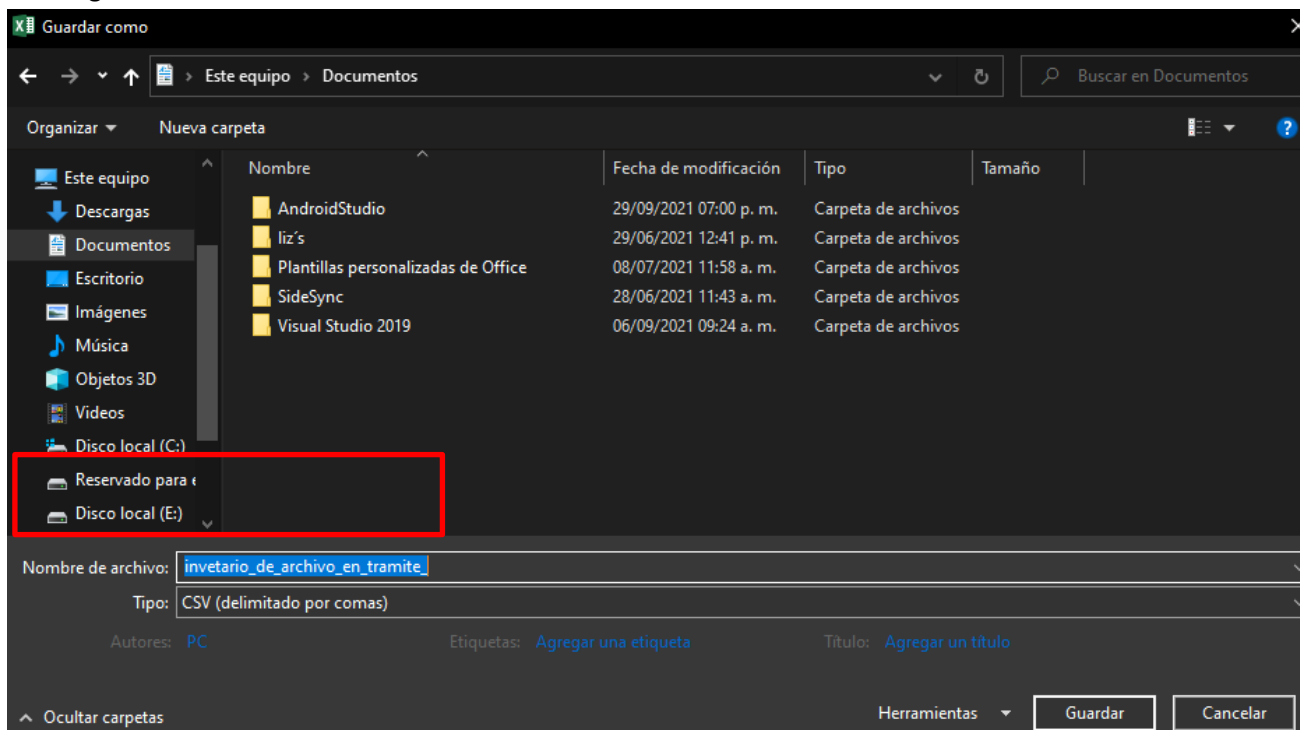 Guardar como
Este equipo > Documentos
Buscar en Documentos
Organizar
Nueva carpeta
Nombre
Fecha de modificación
Tipo
Tamaño
Este equipo
Descargas
Documentos
Escritorio
Imágenes
Música
Objetos 3D
Videos
Disco local (C:)
Reservado para e
Disco local (E:)
AndroidStudio 29/09/2021 07:00 p. m. Carpeta de archivos
liz´s 29/06/2021 12:41 p. m. Carpeta de archivos
Plantillas personalizadas de Office 08/07/2021 11:58 a. m. Carpeta de archivos
SideSync 28/06/2021 11:43 a. m. Carpeta de archivos
Visual Studio 2019 06/09/2021 09:24 a. m. Carpeta de archivos
Nombre de archivo: invetario_de_archivo_en_tramite_
Tipo: CSV (delimitado por comas)
Autores: PC
Etiquetas: Agregar una etiqueta
Título: Agregar un título
Ocultar carpetas
Herramientas
Guardar
Cancelar